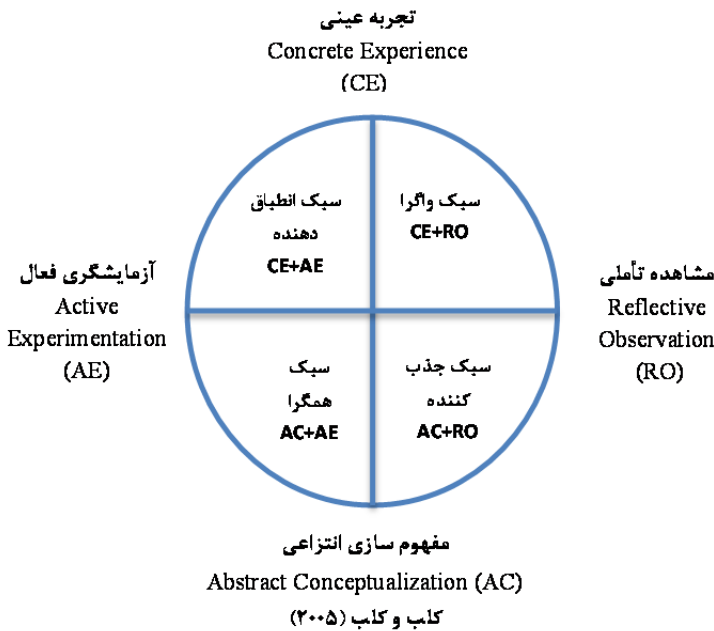 تجربه عینی
Concrete Experience
(CE)
سبک انطباق
دهنده
CE+AE
سبک واگرا
CE+RO
آزمایشگری فعال
Active
Experimentation
(AE)
مشاهده تأملی
Reflective
Observation
(RO)
سبک
همگرا
AC+AE
سبک جذب
کننده
AC+RO
مفهوم سازی انتزاعی
Abstract Conceptualization (AC)
کلب و کلب (۲۰۰۵)